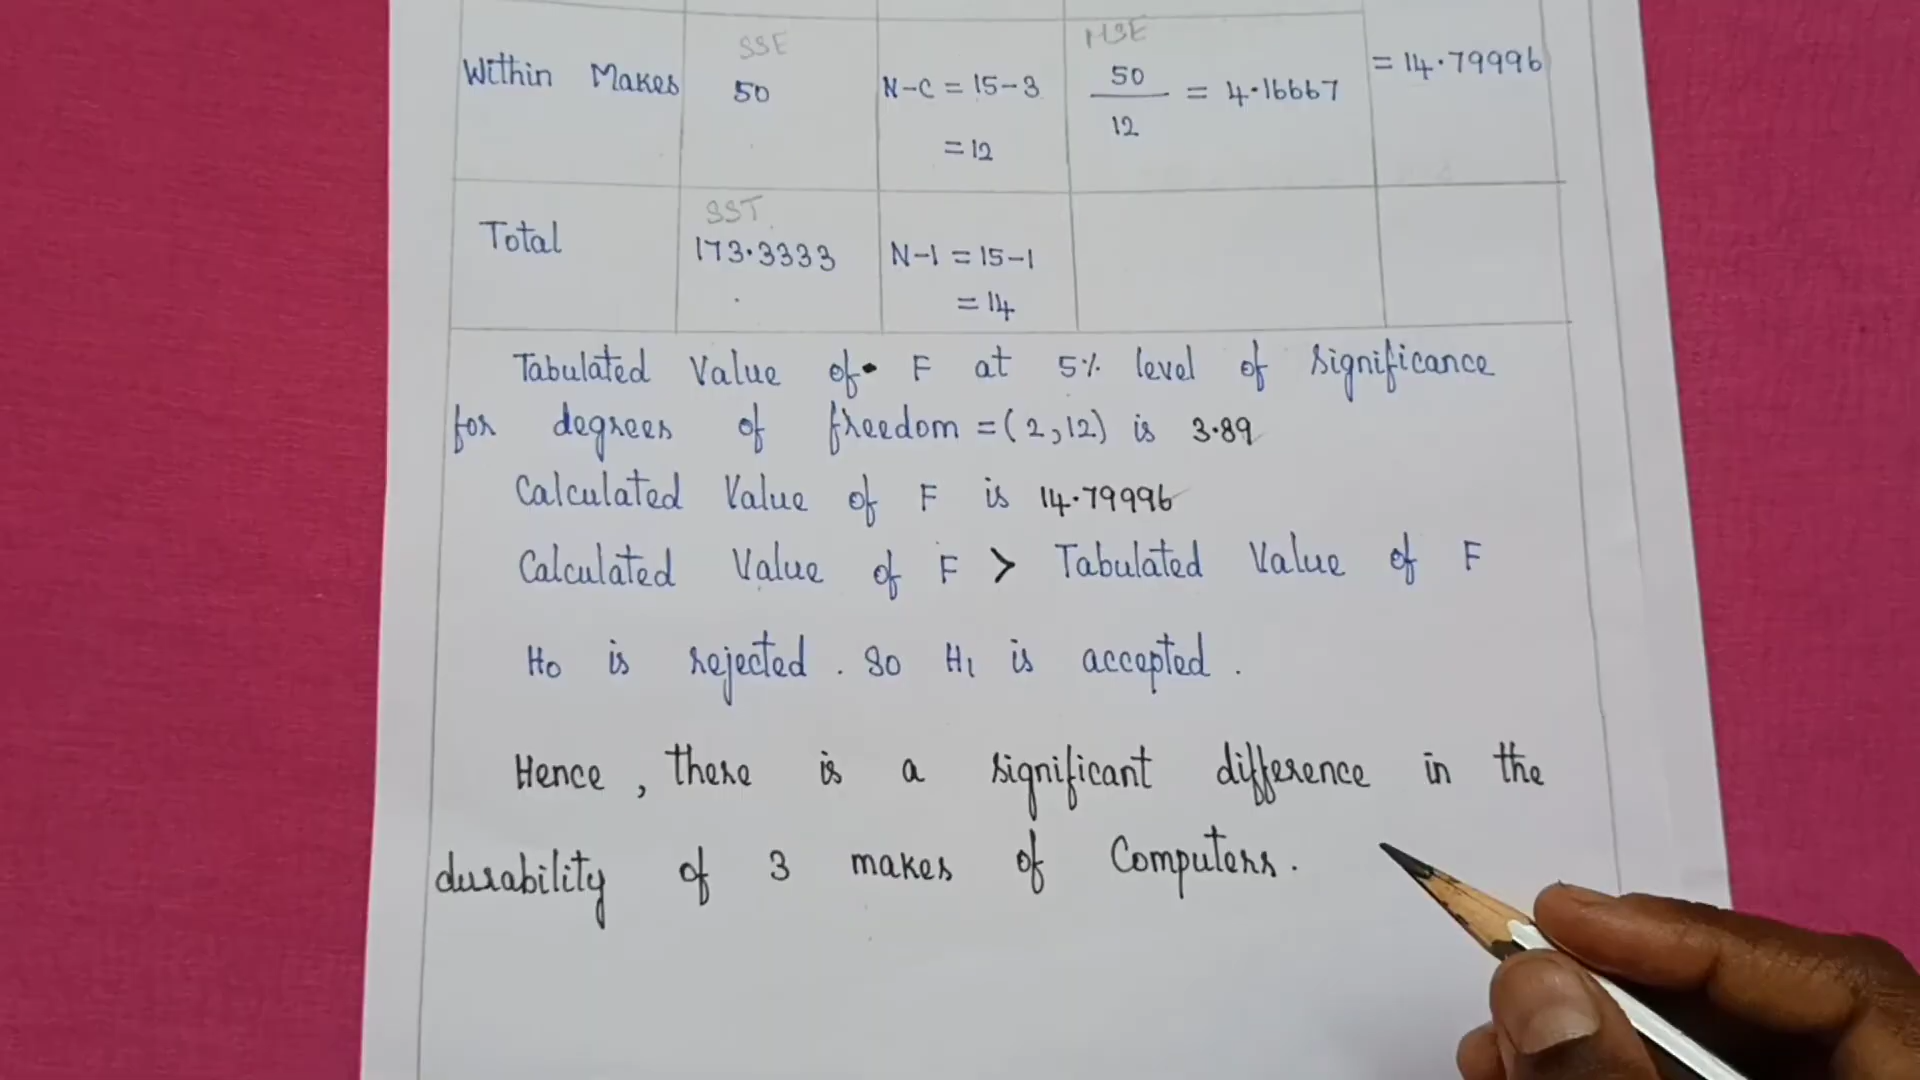 SSE
MSE
Within Makes
50
N-C = 15-3
= 12
50
12
= 4.16667
= 14.79996
SST
Total
173.3333
N-1 = 15-1
= 14
Tabulated Value of F at 5% level of significance
for degrees of freedom = (2,12) is 3.89
Calculated Value of F is 14.79996
Calculated Value of F > Tabulated Value of F
H0 is rejected. So H1 is accepted.
Hence, there is a significant difference in the
durability of 3 makes of Computers.